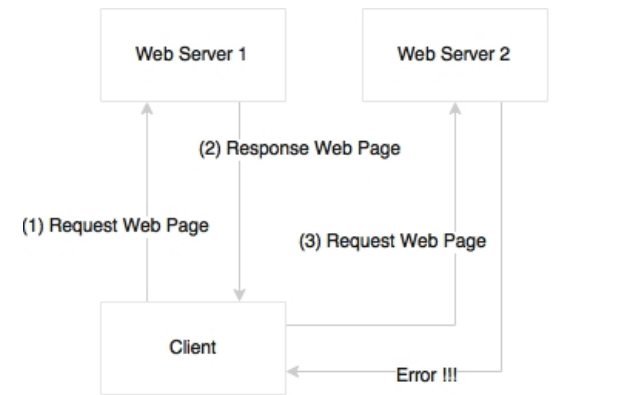 Web Server 1
Web Server 2
(2) Response Web Page
(1) Request Web Page
(3) Request Web Page
Client
Error !!!